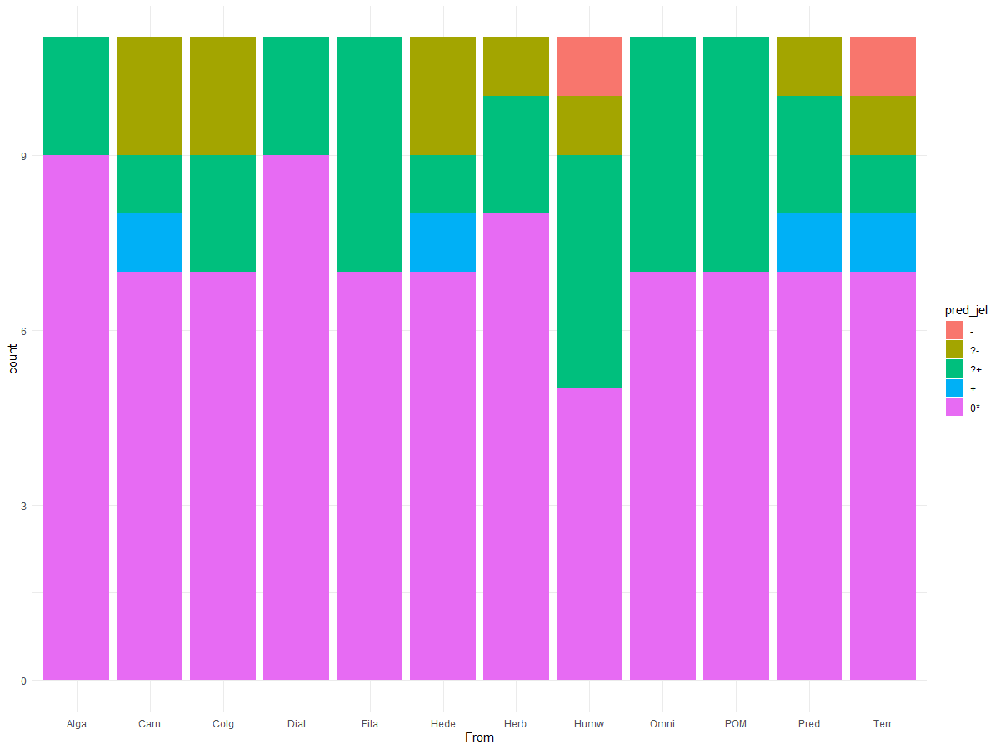 9
6
3
0
count
Alga Carn Colg Diat Fila Hede Herb Humw Omni POM Pred Terr
From
pred_jel
-
?-
?+
+
0*